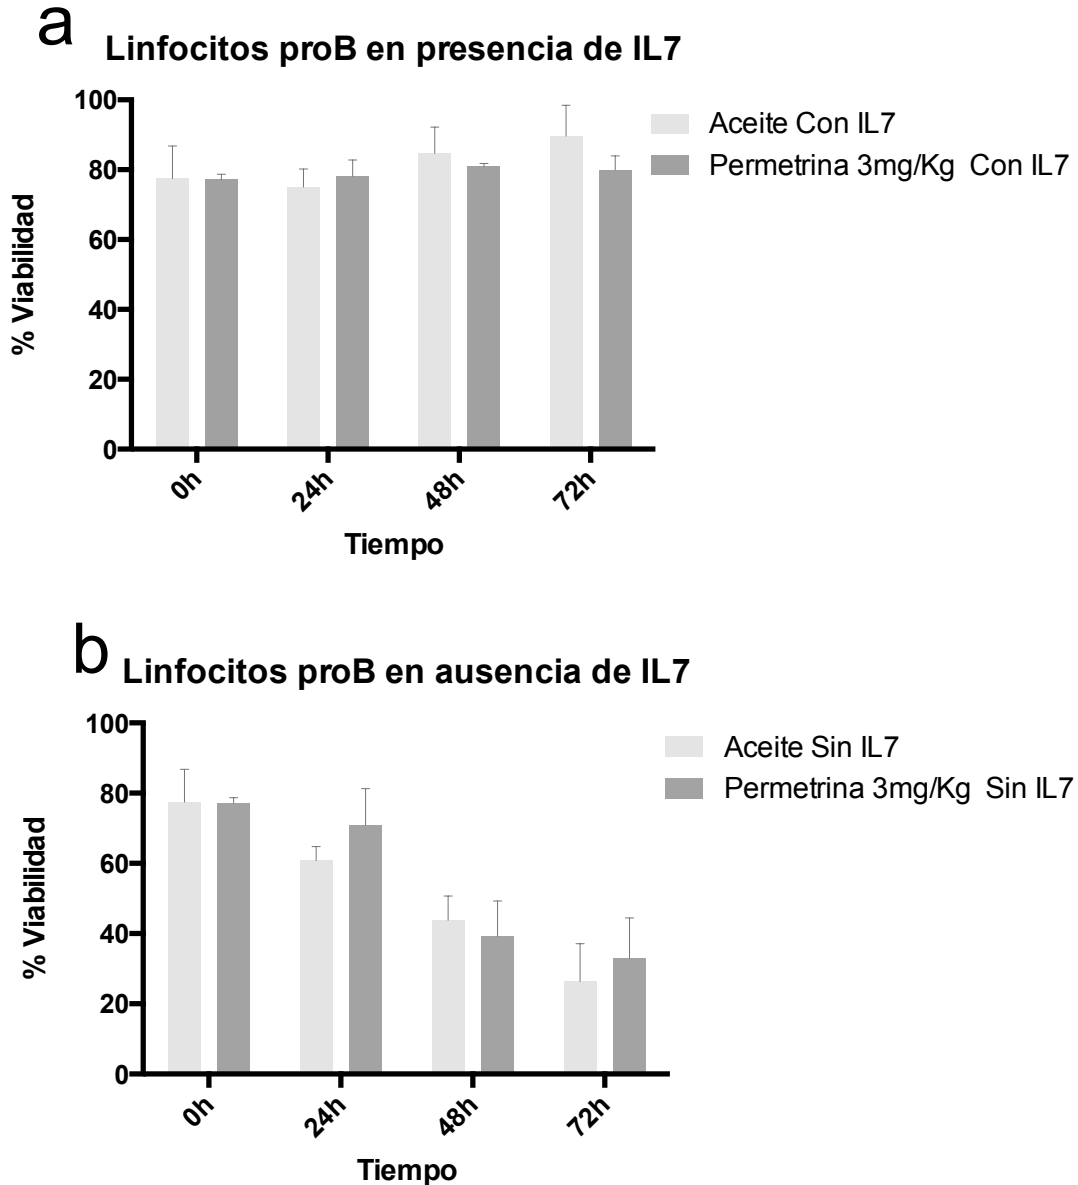 a
Linfocitos proB en presencia de IL7
100
80
60
40
20
0
% Viabilidad
0h
24h
48h
72h
Tiempo
Aceite Con IL7
Permetrina 3mg/Kg Con IL7
b
Linfocitos proB en ausencia de IL7
100
80
60
40
20
0
% Viabilidad
0h
24h
48h
72h
Tiempo
Aceite Sin IL7
Permetrina 3mg/Kg Sin IL7